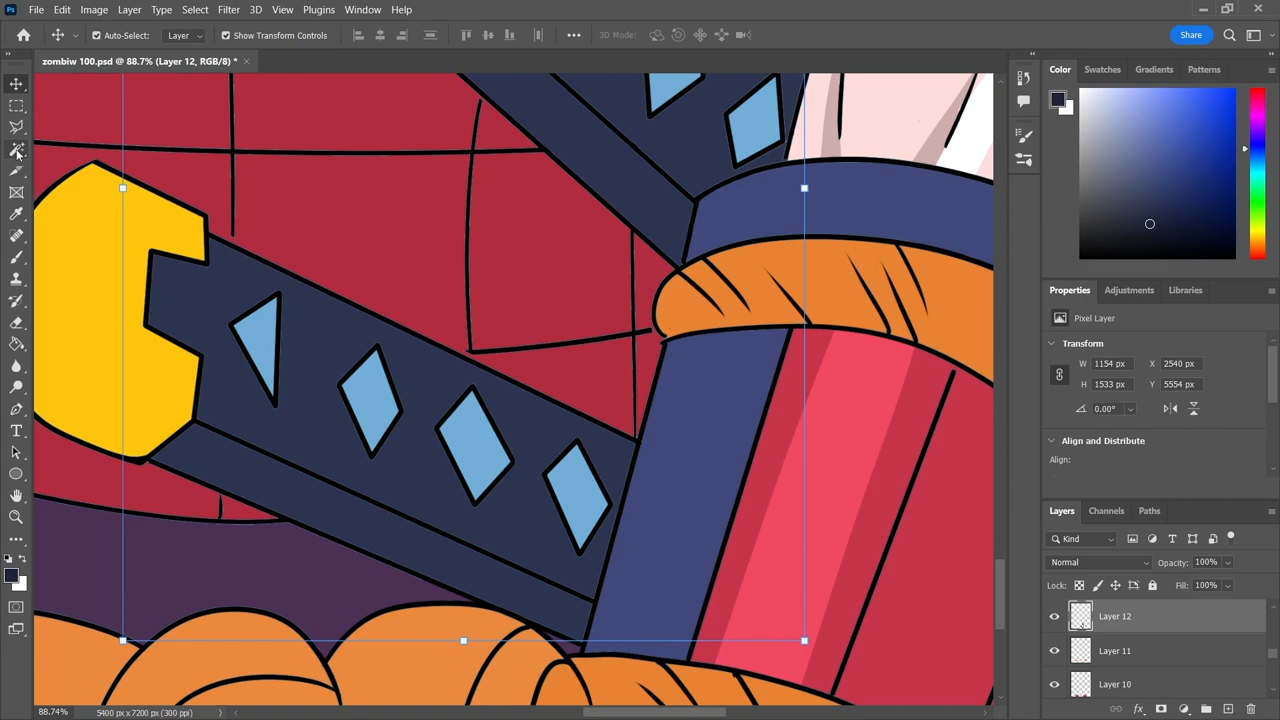 Ps File Edit Image Layer Type Select Filter 3D View Plugins Window Help
Auto-Select: Layer Show Transform Controls 3D Mode: Share
zombiw 100.psd @ 88.7% (Layer 12, RGB/8) *
Color Swatches Gradients Patterns
Properties Adjustments Libraries
Pixel Layer
Transform
W 1154 px X 2540 px
H 1533 px Y 5554 px
0.00°
Align and Distribute
Align:
Layers Channels Paths
Kind
Normal Opacity: 100%
Lock: Fill: 100%
Layer 12
Layer 11
Layer 10
88.74% 5400 px x 7200 px (300 ppi)